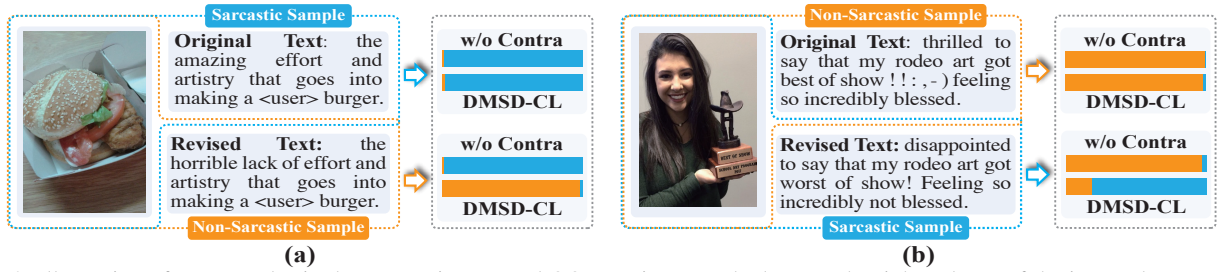 Sarcastic Sample
Original Text: the
amazing effort and
artistry that goes into
making a <user> burger.
w/o Contra
DMSD-CL
Revised Text: the
horrible lack of effort and
artistry that goes into
making a <user> burger.
w/o Contra
DMSD-CL
Non-Sarcastic Sample
(a)
Non-Sarcastic Sample
Original Text: thrilled to
say that my rodeo art got
best of show ! ! : , - ) feeling
so incredibly blessed.
w/o Contra
DMSD-CL
BEST OF SHOW
Revised Text: disappointed
to say that my rodeo art got
worst of show! Feeling so
incredibly not blessed.
w/o Contra
DMSD-CL
Sarcastic Sample
(b)